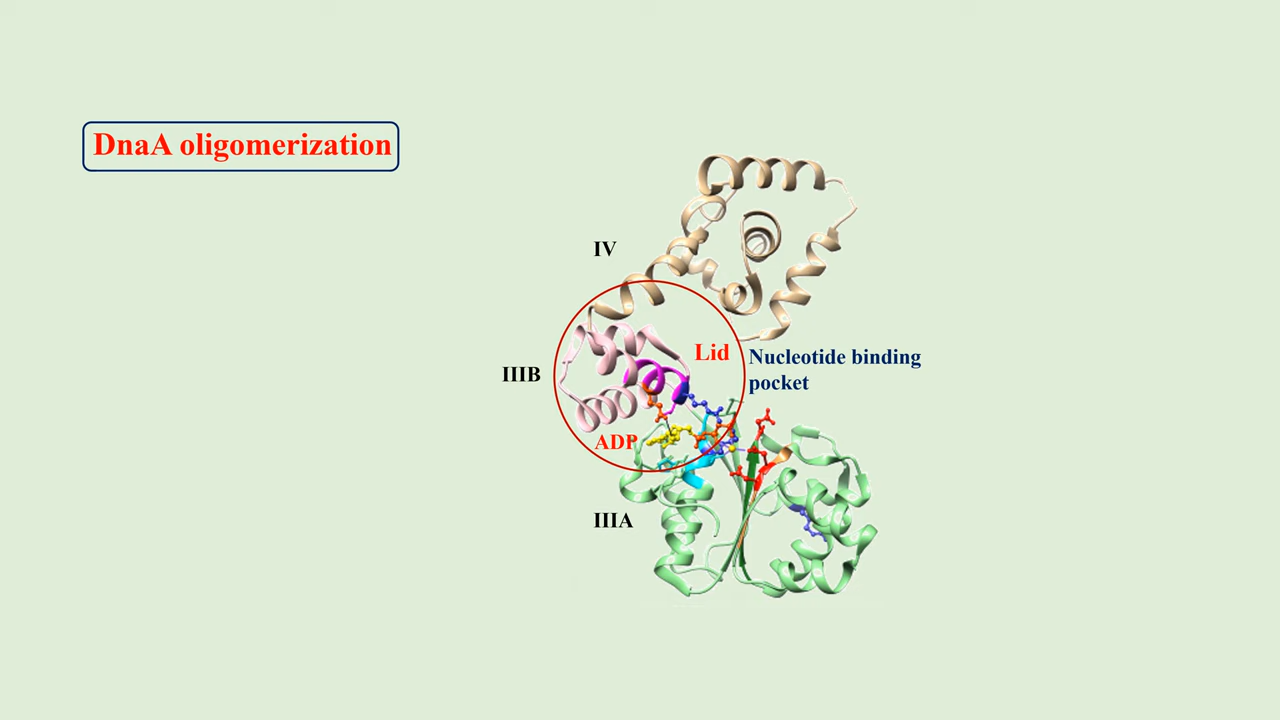 DnaA oligomerization
IV
Lid
Nucleotide binding
pocket
IIIB
ADP
IIIA